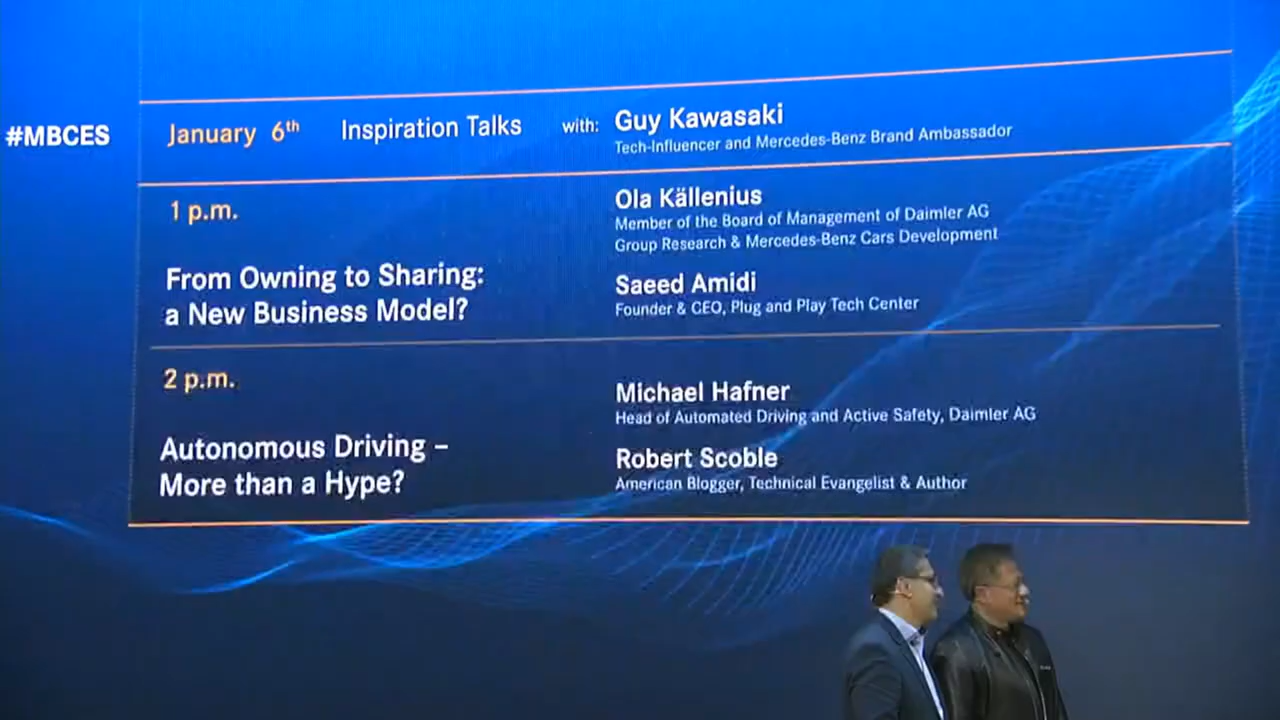 #MBCES
January 6th Inspiration Talks with: Guy Kawasaki
Tech-Influencer and Mercedes-Benz Brand Ambassador
1 p.m.
From Owning to Sharing:
a New Business Model?
Ola Källenius
Member of the Board of Management of Daimler AG
Group Research & Mercedes-Benz Cars Development
Saeed Amidi
Founder & CEO, Plug and Play Tech Center
2 p.m.
Autonomous Driving –
More than a Hype?
Michael Hafner
Head of Automated Driving and Active Safety, Daimler AG
Robert Scoble
American Blogger, Technical Evangelist & Author